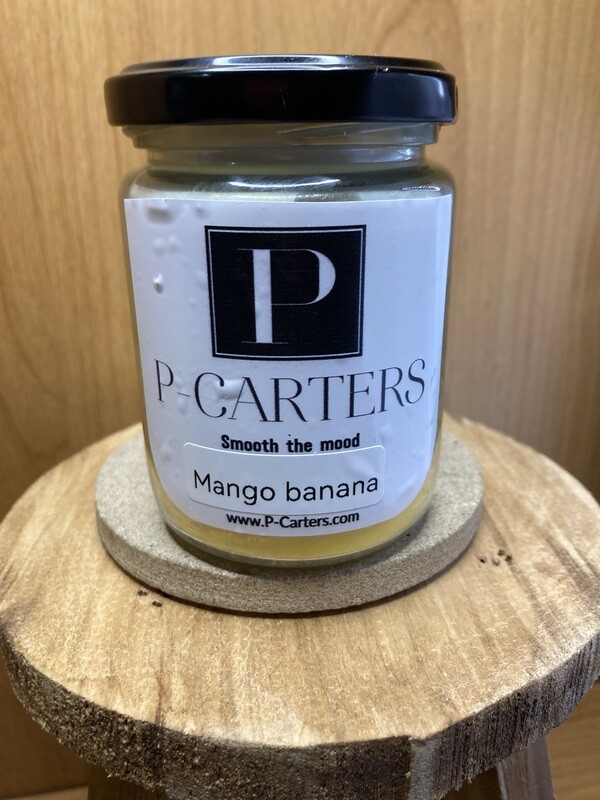 P
P-CARTERS
Smooth the mood
Mango banana
www.P-Carters.com